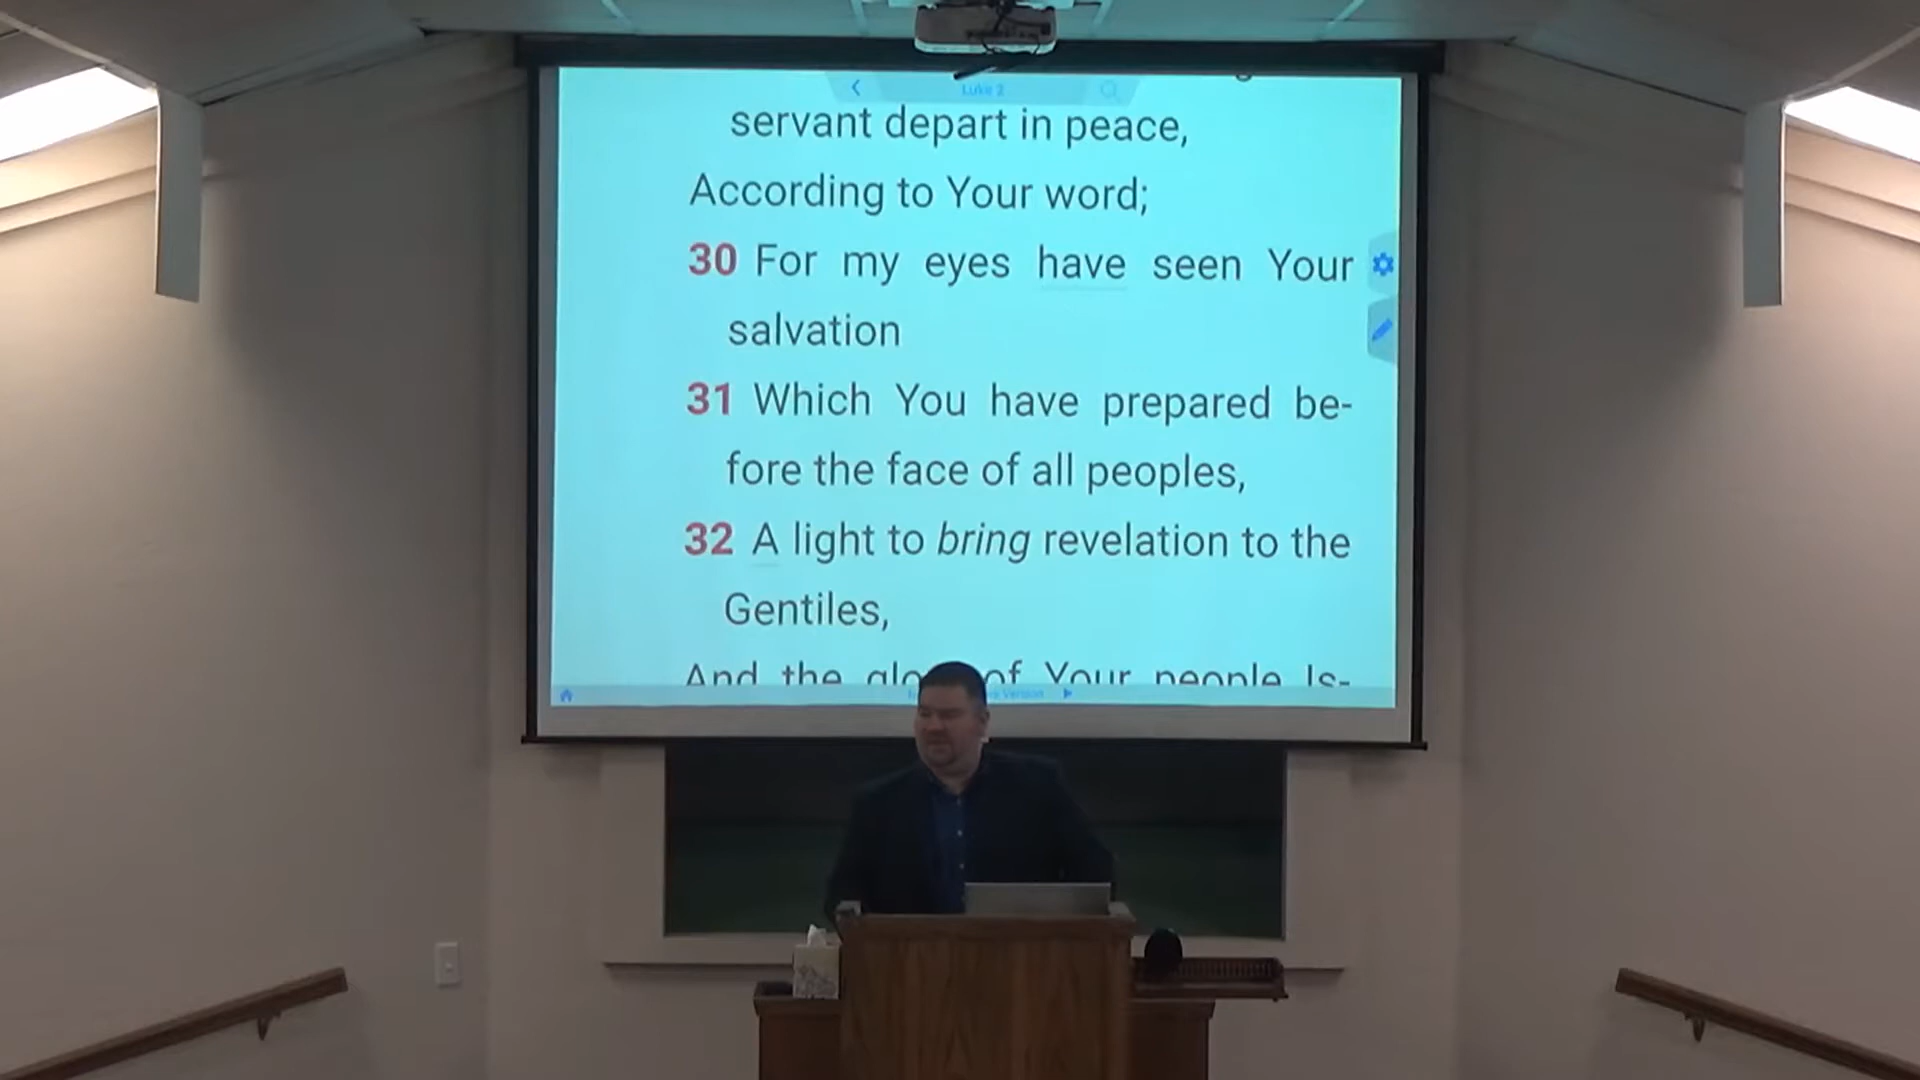 Luke 2
servant depart in peace,
According to Your word;
30 For my eyes have seen Your
salvation
31 Which You have prepared be-
fore the face of all peoples,
32 A light to bring revelation to the
Gentiles,
And the of Your people Is-
Version